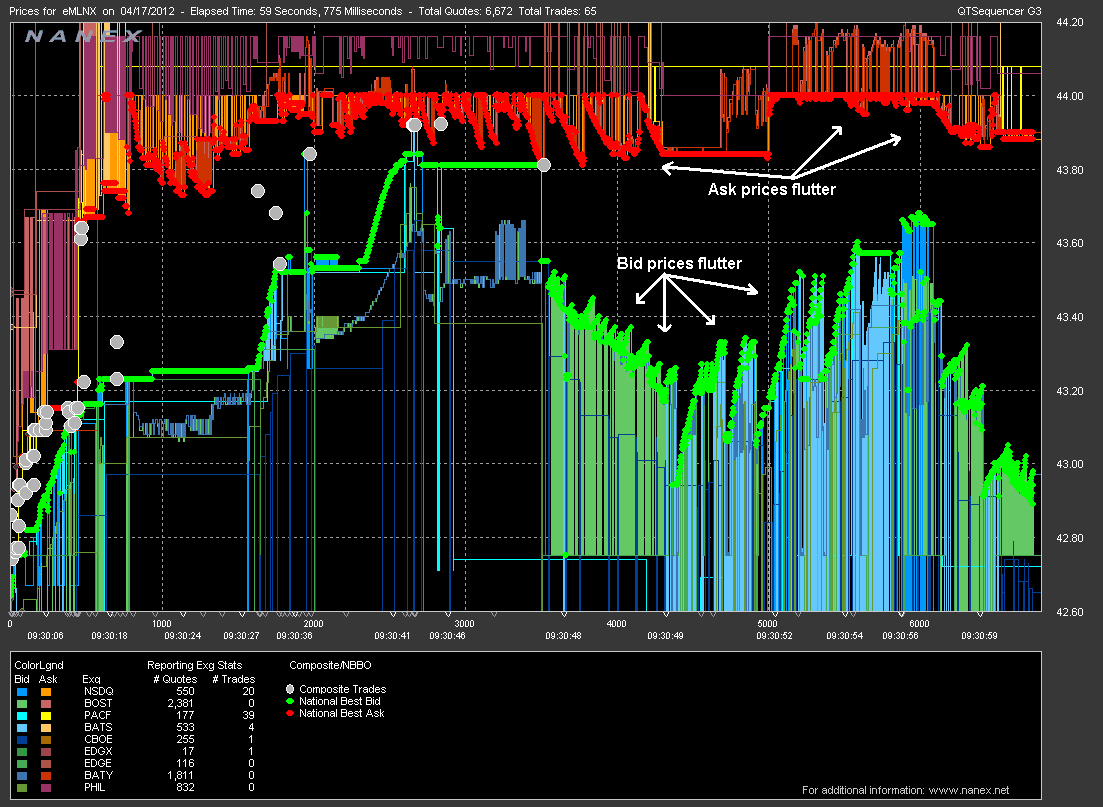 Prices for eMLNX on 04/17/2012 - Elapsed Time: 59 Seconds, 775 Milliseconds - Total Quotes: 6,672 Total Trades: 65 QTSequencer G3
NANEX
44.20
44.00
43.80
43.60
43.40
43.20
43.00
42.80
42.60
Ask prices flutter
Bid prices flutter
0 1000 2000 3000 4000 5000 6000
09:30:06 09:30:18 09:30:24 09:30:27 09:30:36 09:30:41 09:30:46 09:30:48 09:30:49 09:30:52 09:30:54 09:30:56 09:30:59
ColorLgnd Reporting Exg Stats Composite/NBBO
Bid Ask Exq # Quotes # Trades
NSDQ 550 20
BOST 2,381 0
PACF 177 39
BATS 533 4
CBOE 255 1
EDGX 17 1
EDGE 116 0
BATY 1,811 0
PHIL 832 0
Composite Trades
National Best Bid
National Best Ask
For additional information: www.nanex.net